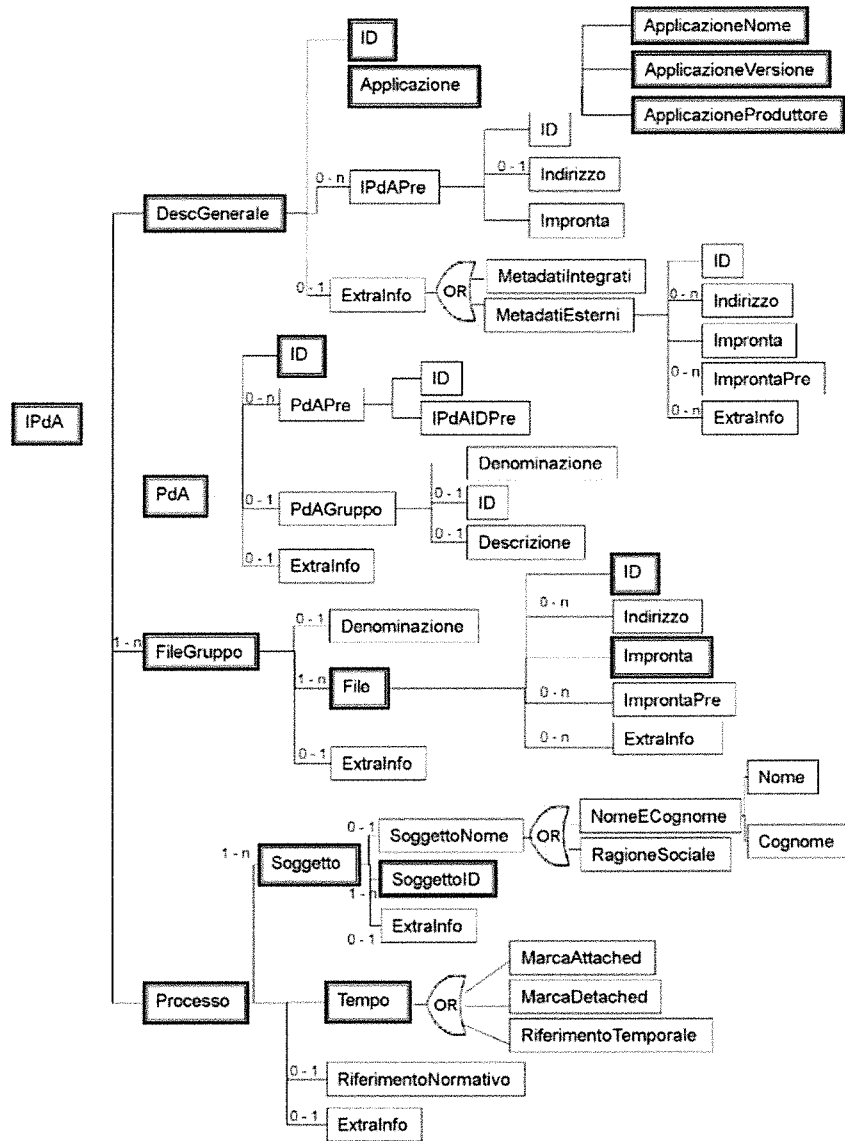 ID
Applicazione
ApplicazioneNome
ApplicazioneVersione
ApplicazioneProduttore
0 - n
IPdAPre
ID
0 - 1
Indirizzo
Impronta
DescGenerale
0 - 1
ExtraInfo
OR
MetadatiIntegrati
MetadatiEsterni
ID
0 - n
Indirizzo
Impronta
0 - n
ImprontaPre
0 - n
ExtraInfo
IPdA
PdA
ID
0 - n
PdAPre
ID
IPdAIDPre
0 - 1
PdAGruppo
Denominazione
0 - 1
ID
0 - 1
Descrizione
0 - 1
ExtraInfo
1 - n
FileGruppo
0 - 1
Denominazione
1 - n
File
ID
0 - n
Indirizzo
Impronta
0 - n
ImprontaPre
0 - n
ExtraInfo
0 - 1
ExtraInfo
Processo
1 - n
Soggetto
0 - 1
SoggettoNome
OR
NomeECognome
Nome
Cognome
RagioneSociale
SoggettoID
1 - n
ExtraInfo
0 - 1
Tempo
OR
MarcaAttached
MarcaDetached
RiferimentoTemporale
0 - 1
RiferimentoNormativo
0 - 1
ExtraInfo